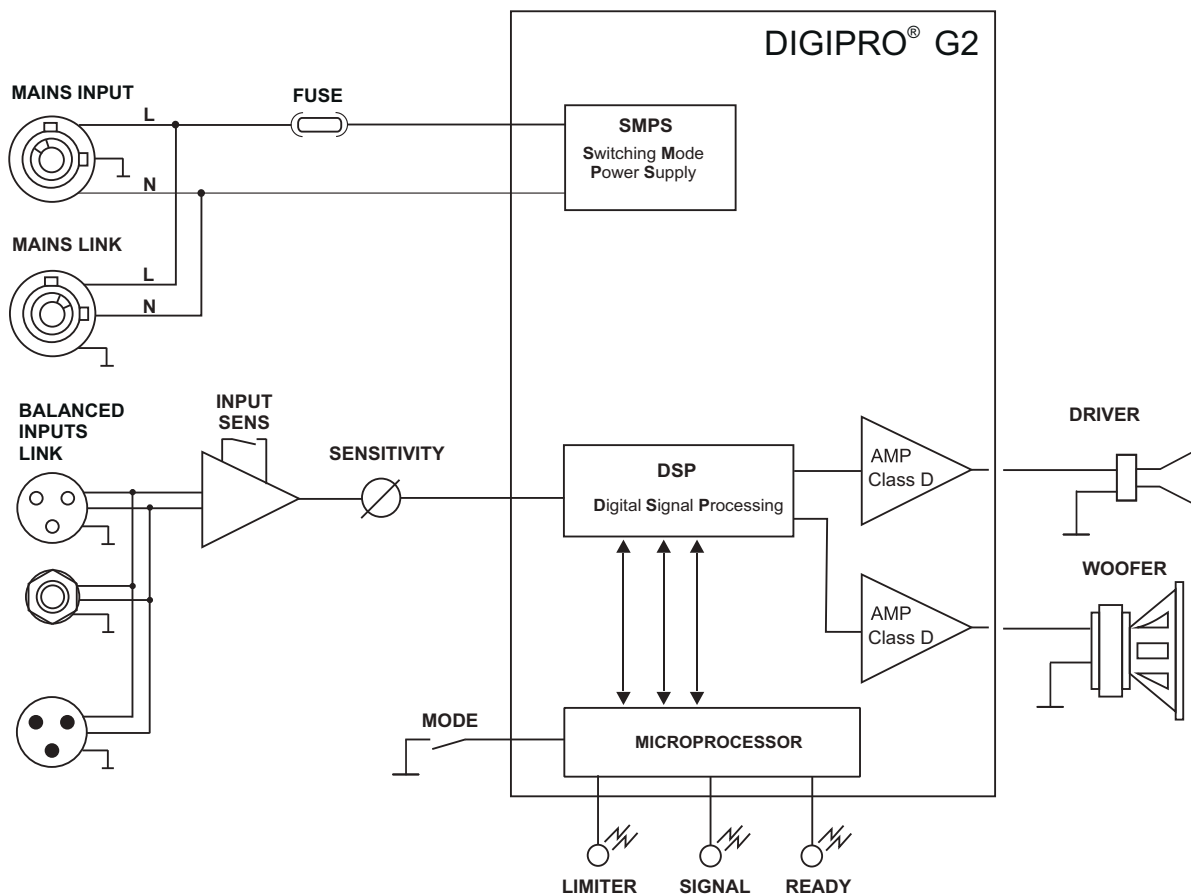 DIGIPRO® G2
MAINS INPUT
L
FUSE
N
SMPS
Switching Mode
Power Supply
MAINS LINK
L
N
BALANCED
INPUTS
LINK
INPUT
SENS
SENSITIVITY
DSP
Digital Signal Processing
AMP
Class D
DRIVER
AMP
Class D
WOOFER
MODE
MICROPROCESSOR
LIMITER
SIGNAL
READY